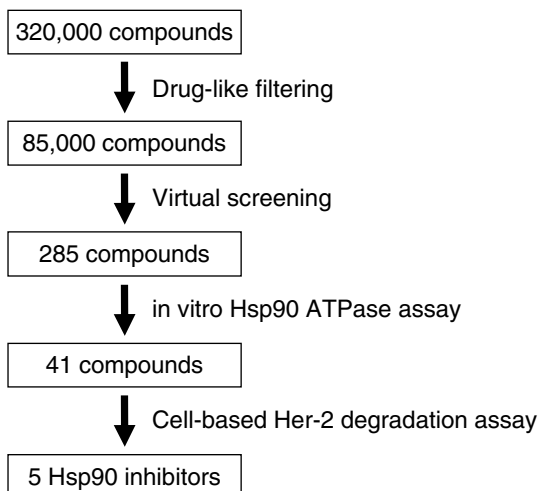 320,000 compounds
Drug-like filtering
85,000 compounds
Virtual screening
285 compounds
in vitro Hsp90 ATPase assay
41 compounds
Cell-based Her-2 degradation assay
5 Hsp90 inhibitors